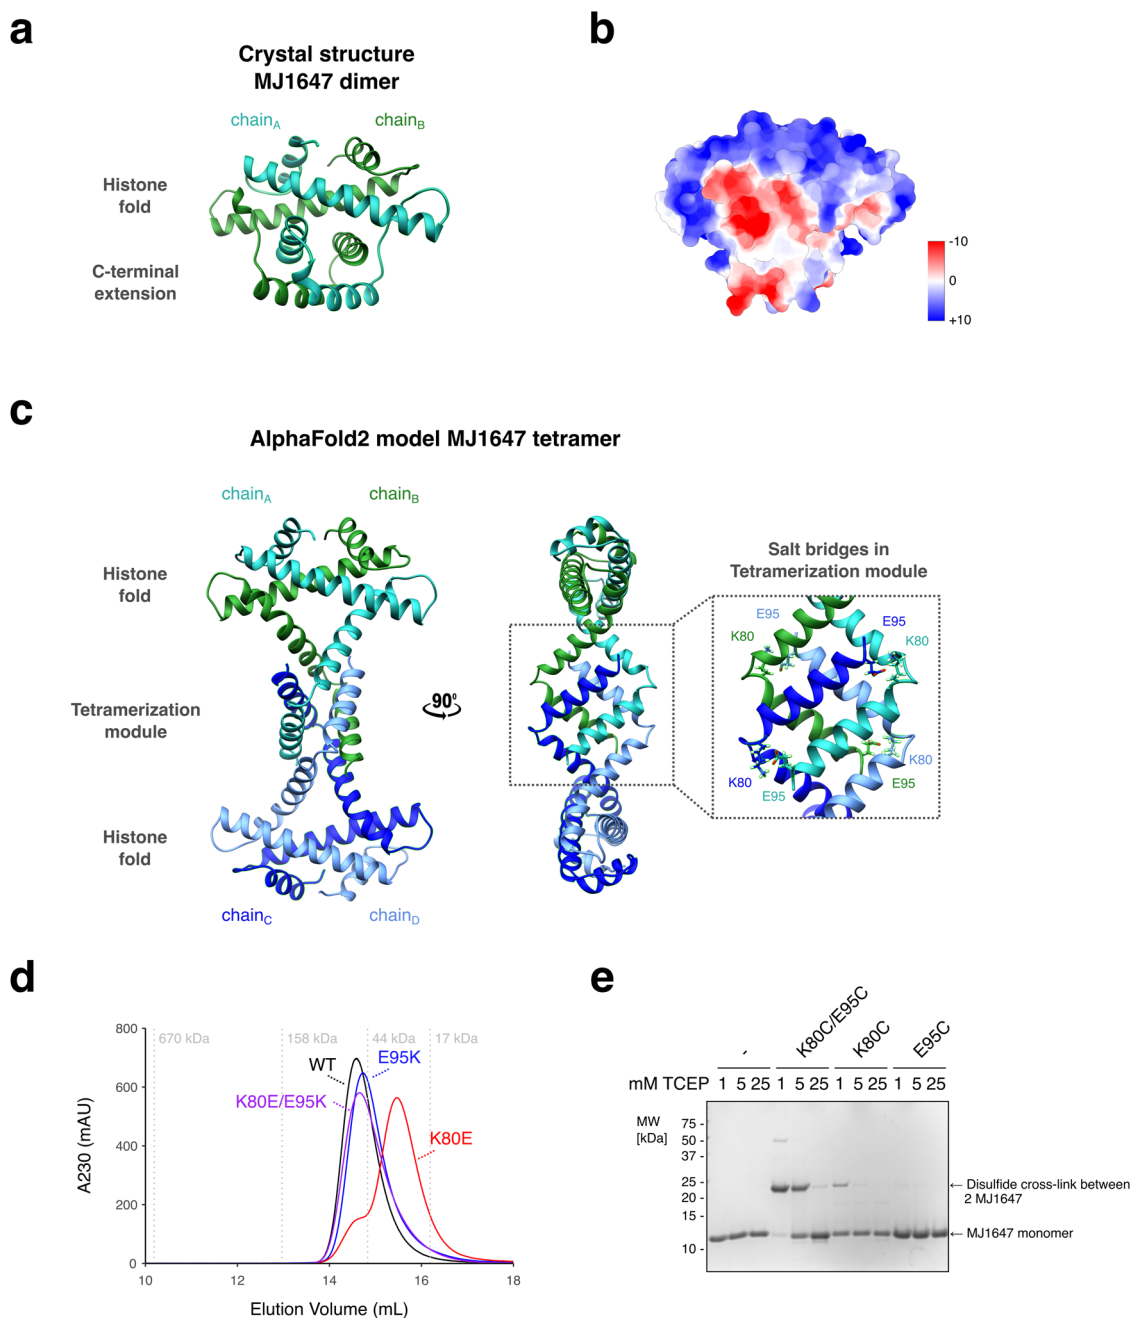 a
Crystal structure
MJ1647 dimer
chainA
chainB
Histone
fold
C-terminal
extension
b
-10
0
+10
c
AlphaFold2 model MJ1647 tetramer
chainA
chainB
Histone
fold
Tetramerization
module
Histone
fold
chainC
chainD
90⁰
Salt bridges in
Tetramerization module
E95
E95
K80
K80
K80
K80
E95
E95
d
800
600
400
200
0
A230 (mAU)
670 kDa
158 kDa
44 kDa
17 kDa
WT
E95K
K80E/E95K
K80E
10
12
14
16
18
Elution Volume (mL)
e
-
K80C/E95C
K80C
E95C
mM TCEP 1 5 25 1 5 25 1 5 25 1 5 25
MW
[kDa]
75 -
50 -
37 -
25 -
20 -
15 -
10 -
← Disulfide cross-link between
2 MJ1647
← MJ1647 monomer